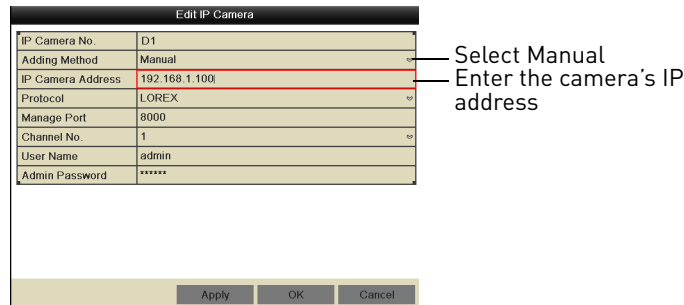 Edit IP Camera
IP Camera No. D1
Adding Method Manual
IP Camera Address 192.168.1.100
Protocol LOREX
Manage Port 8000
Channel No. 1
User Name admin
Admin Password ******
Apply OK Cancel
Select Manual
Enter the camera's IP
address